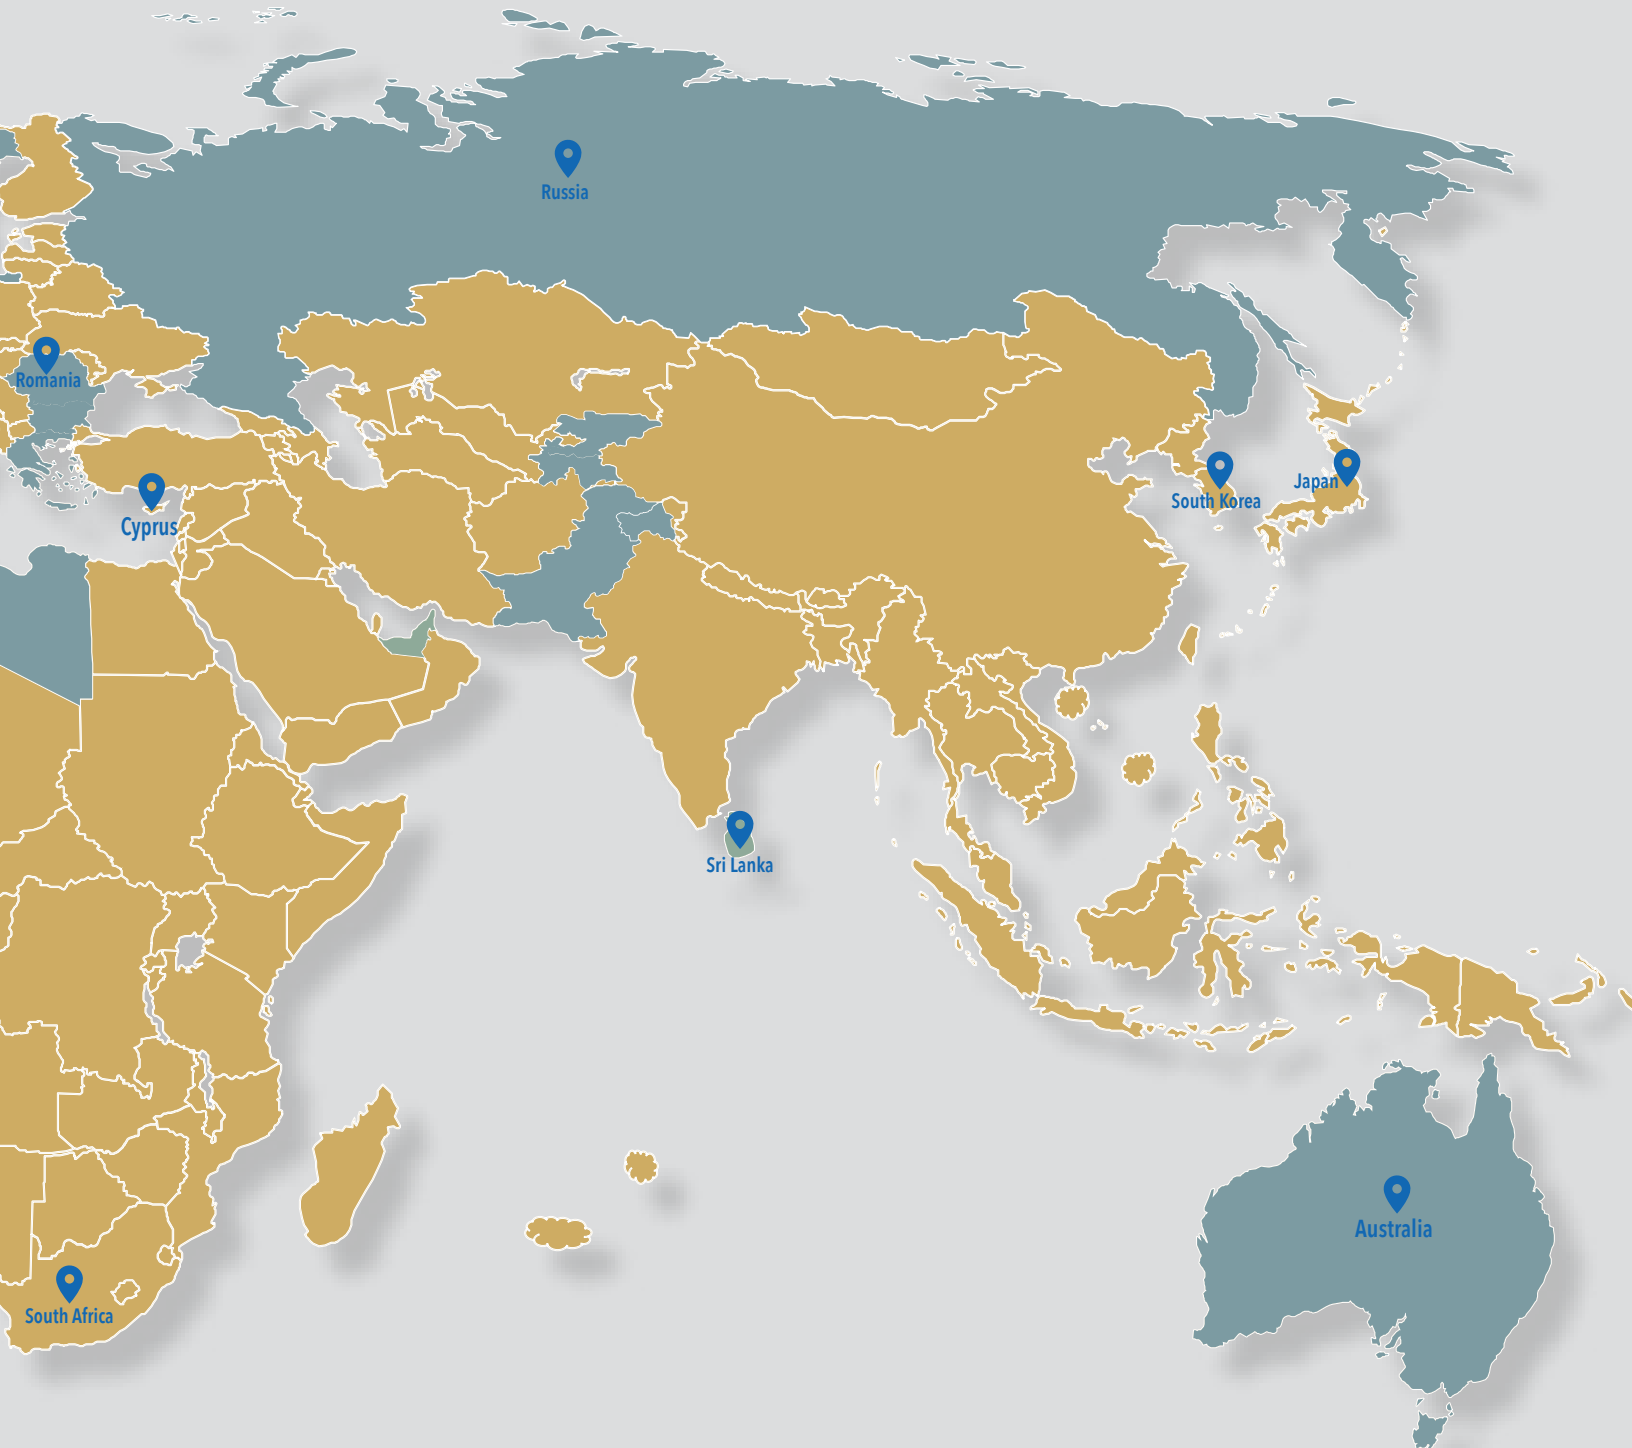 Russia
Romania
Japan
South Korea
Cyprus
Sri Lanka
Australia
South Africa